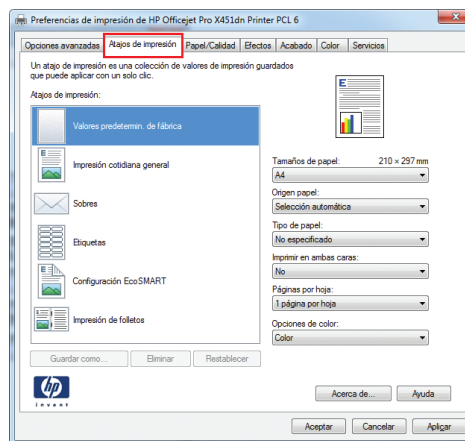 Preferencias de impresión de HP Officejet Pro X451dn Printer PCL 6
Opciones avanzadas Atajos de impresión Papel/Calidad Efectos Acabado Color Servicios
Un atajo de impresión es una colección de valores de impresión guardados
que puede aplicar con un solo clic.
Atajos de impresión:
Valores predetermin. de fábrica
Impresión cotidiana general
Sobres
Etiquetas
Configuración EcoSMART
Impresión de folletos
Guardar como... Eliminar Restablecer
E
Tamaños de papel: 210 × 297 mm
A4
Origen papel:
Selección automática
Tipo de papel:
No especificado
Imprimir en ambas caras:
No
Páginas por hoja:
1 página por hoja
Opciones de color:
Color
hp
invent
Acerca de... Ayuda
Aceptar Cancelar Aplicar